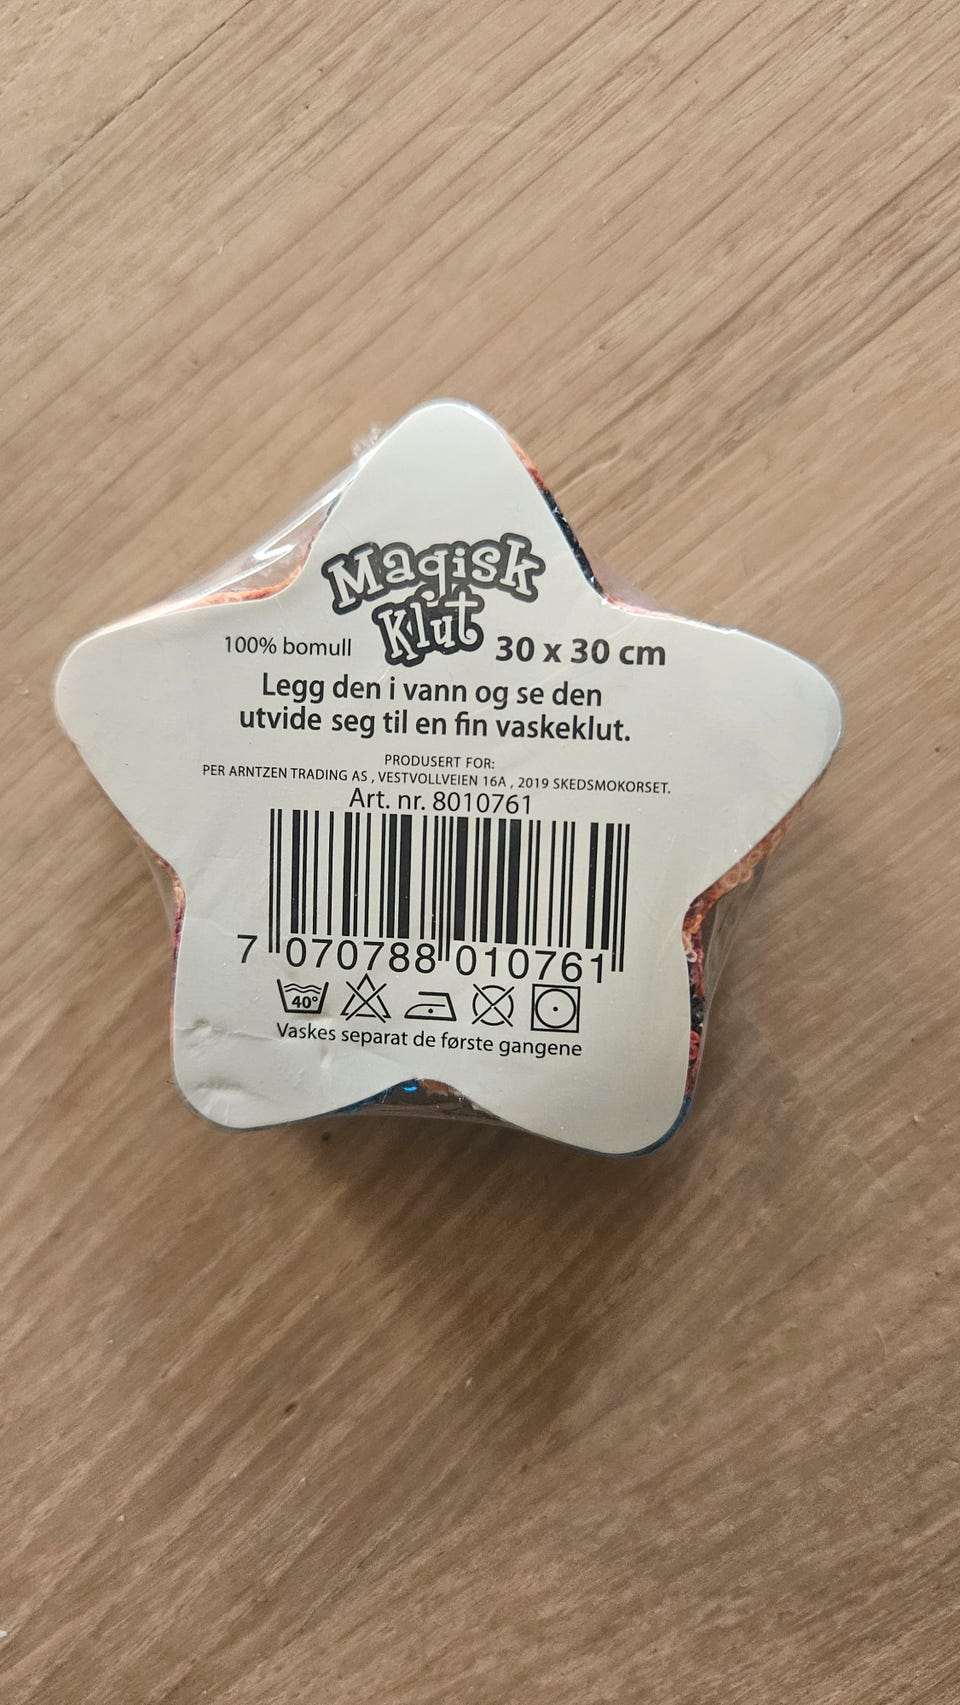 Magisk
Klut
100% bomull
30 x 30 cm
Legg den i vann og se den
utvide seg til en fin vaskeklut.
PRODUSERT FOR:
PER ARNTZEN TRADING AS , VESTVOLLVEIEN 16A , 2019 SKEDSMOKORSET.
Art. nr. 8010761
7 070788 010761
40°
Vaskes separat de første gangene